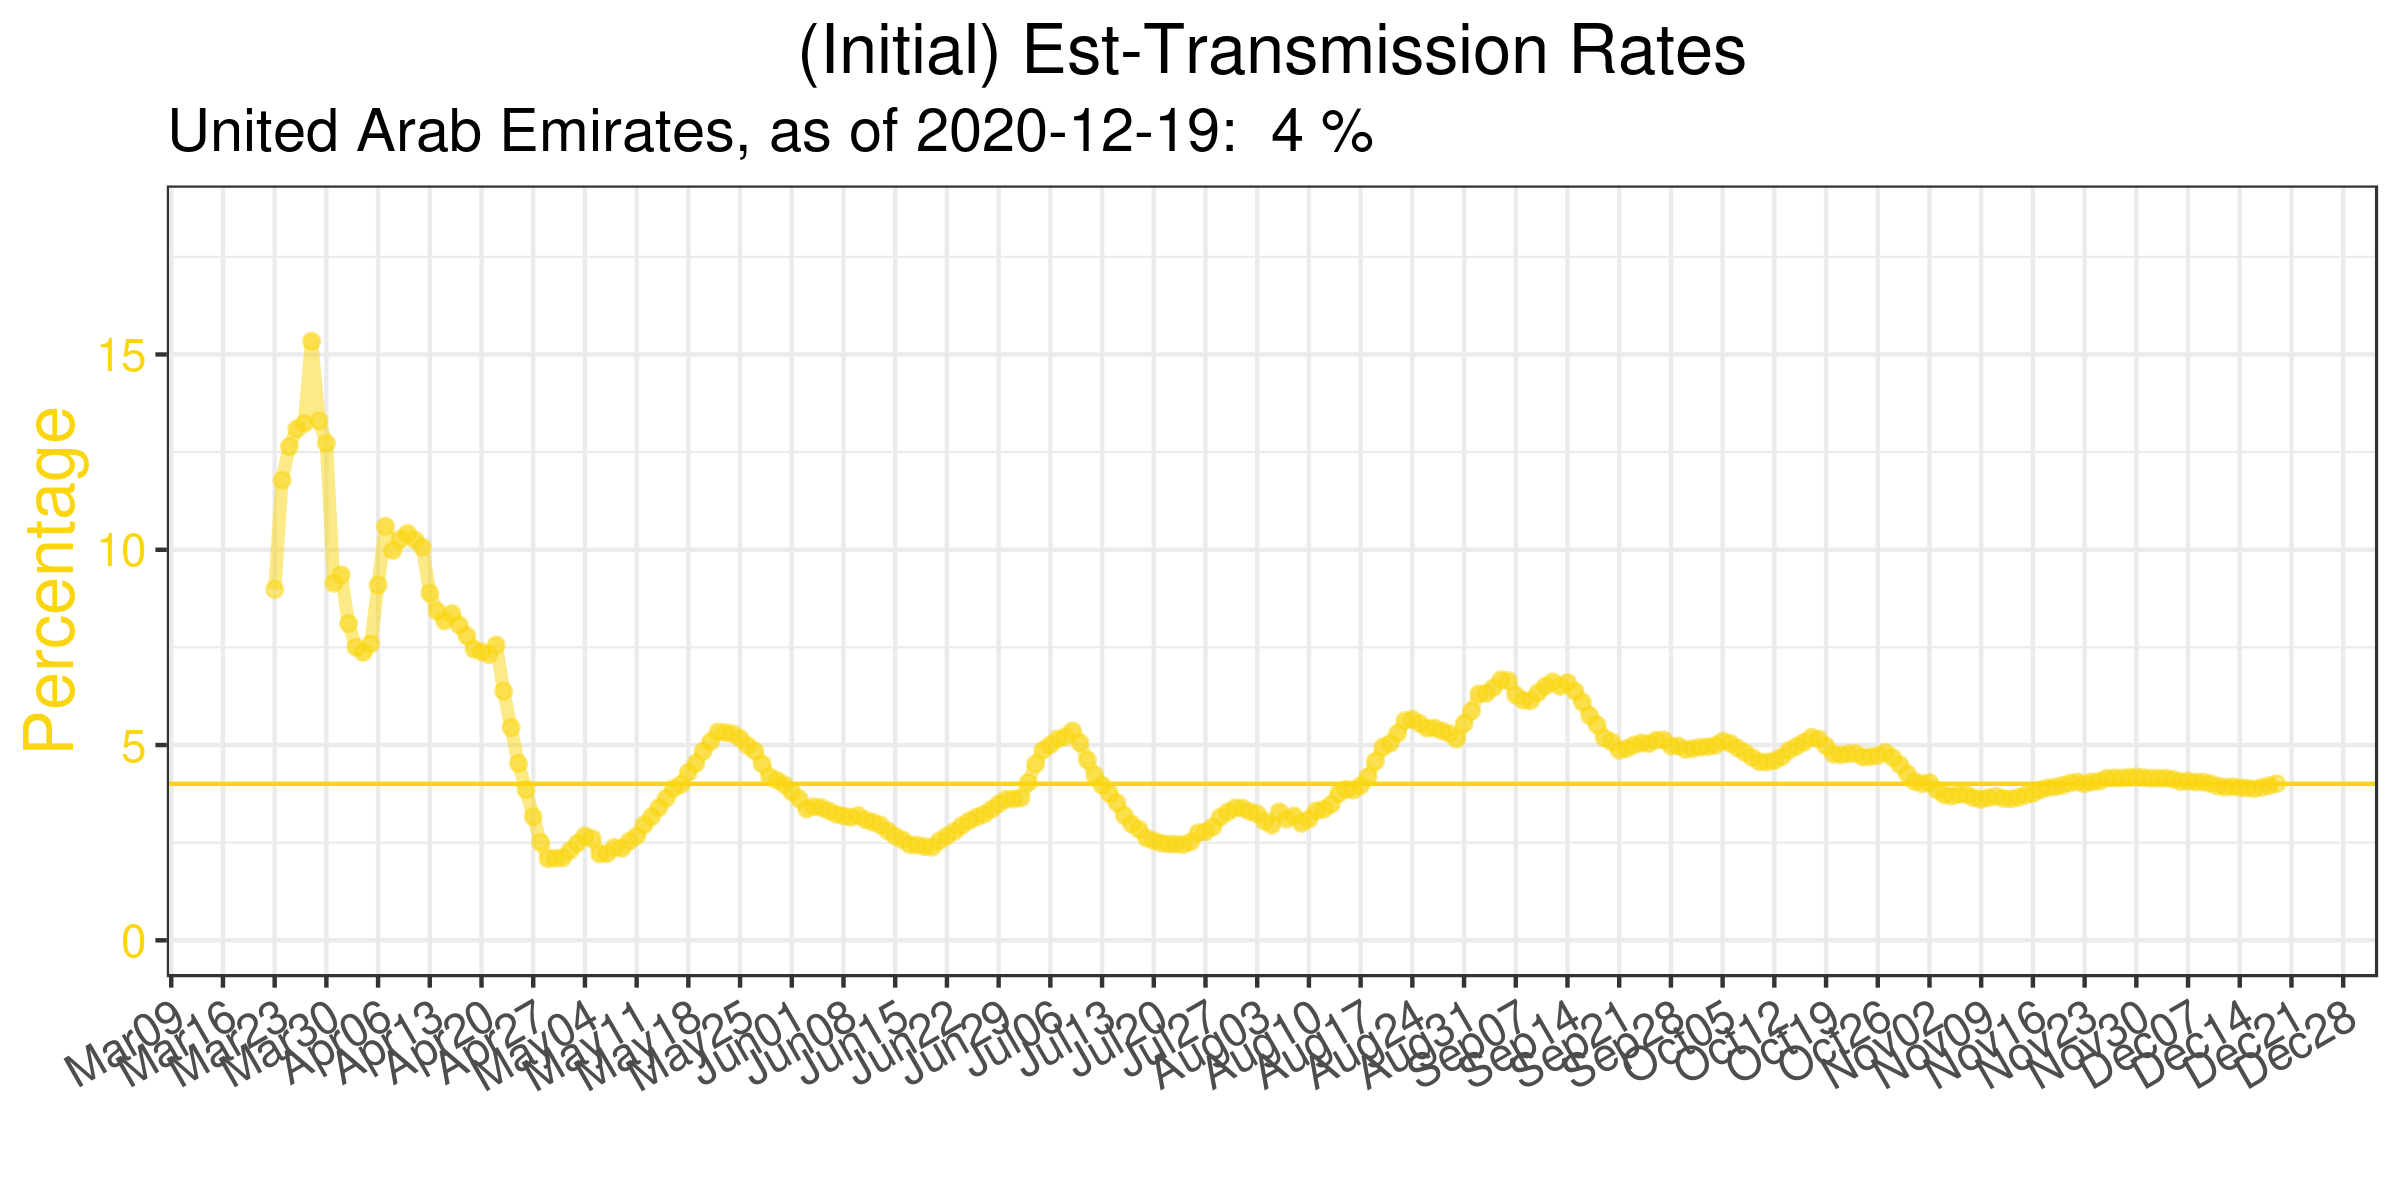 (Initial) Est-Transmission Rates
United Arab Emirates, as of 2020-12-19:  4 %
Percentage
15
10
5
0
Mar09 Mar16 Mar23 Mar30 Apr06 Apr13 Apr20 Apr27 May04 May11 May18 May25 Jun01 Jun08 Jun15 Jun22 Jun29 Jul06 Jul13 Jul20 Jul27 Aug03 Aug10 Aug17 Aug24 Aug31 Sep07 Sep14 Sep21 Sep28 Oct05 Oct12 Oct19 Oct26 Nov02 Nov09 Nov16 Nov23 Nov30 Dec07 Dec14 Dec21 Dec28